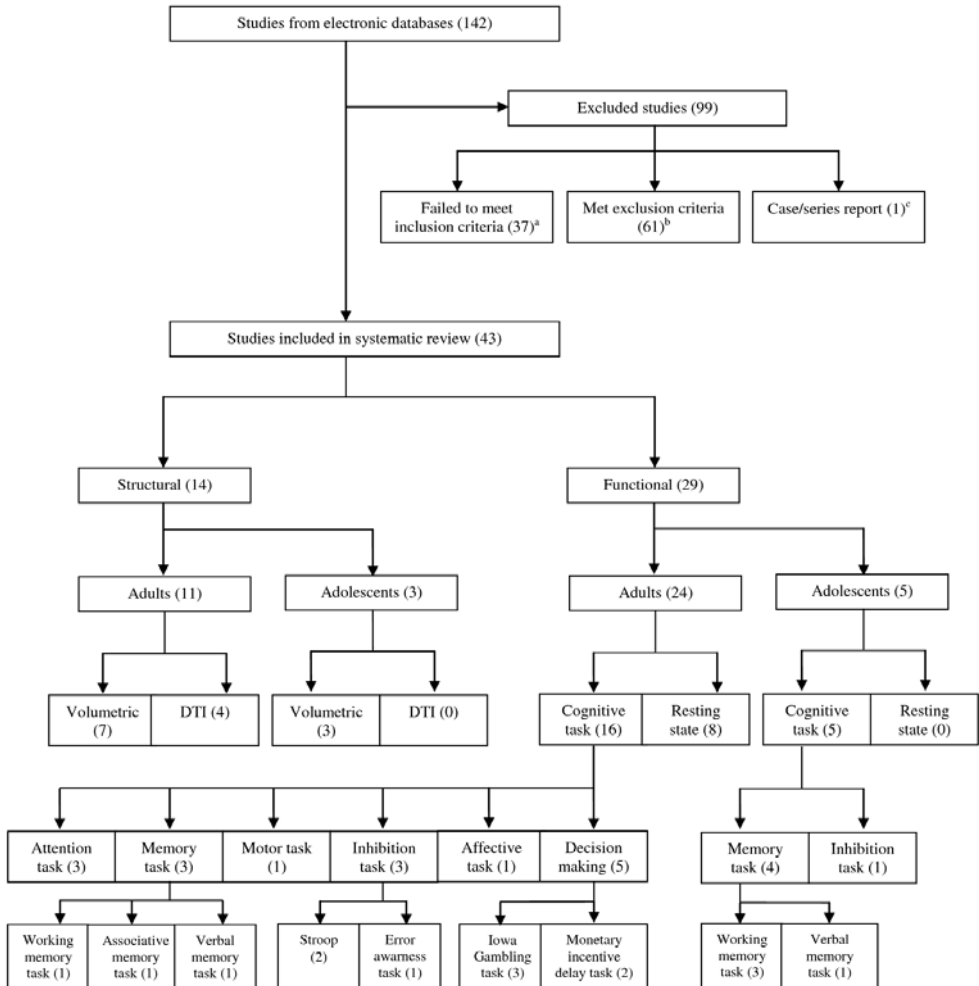 Studies from electronic databases (142)
Excluded studies (99)
Failed to meet
inclusion criteria (37)a
Met exclusion criteria
(61)b
Case/series report (1)c
Studies included in systematic review (43)
Structural (14)
Functional (29)
Adults (11)
Adolescents (3)
Adults (24)
Adolescents (5)
Volumetric
(7)
DTI (4)
Volumetric
(3)
DTI (0)
Cognitive
task (16)
Resting
state (8)
Cognitive
task (5)
Resting
state (0)
Attention
task (3)
Memory
task (3)
Motor task
(1)
Inhibition
task (3)
Affective
task (1)
Decision
making (5)
Memory
task (4)
Inhibition
task (1)
Working
memory
task (1)
Associative
memory
task (1)
Verbal
memory
task (1)
Stroop
(2)
Error
awarness
task (1)
Iowa
Gambling
task (3)
Monetary
incentive
delay task (2)
Working
memory
task (3)
Verbal
memory
task (1)